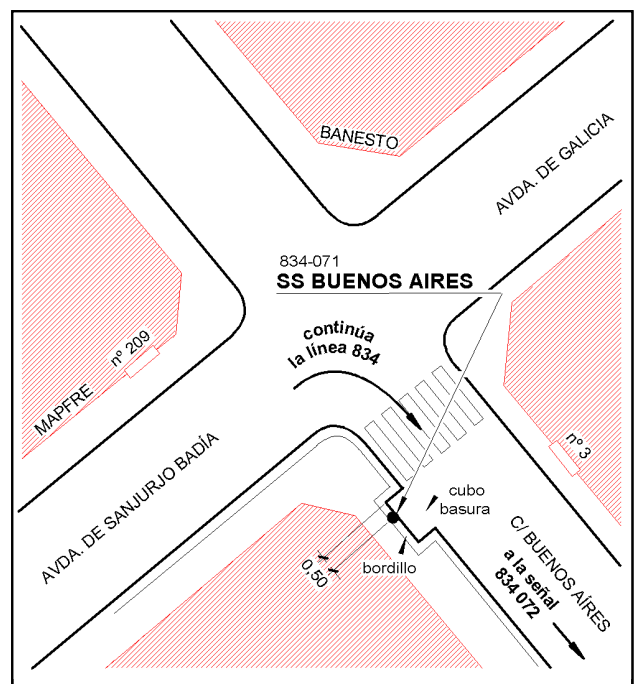 BANESTO
AVDA. DE GALICIA
834-071
SS BUENOS AIRES
continúa
la línea 834
nº 209
MAPFRE
nº 3
AVDA. DE SANJURJO BADÍA
cubo
basura
bordillo
0,50
C/ BUENOS AÍRES
a la señal
834 072